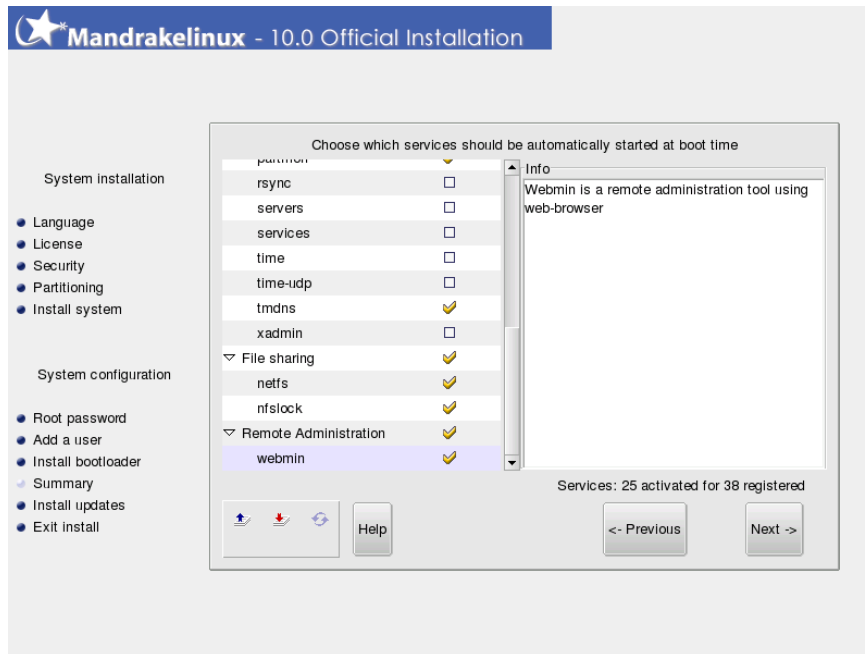 Mandrakelinux - 10.0 Official Installation
System installation
Language
License
Security
Partitioning
Install system
System configuration
Root password
Add a user
Install bootloader
Summary
Install updates
Exit install
Choose which services should be automatically started at boot time
partmon
rsync
servers
services
time
time-udp
tmdns
xadmin
File sharing
netfs
nfslock
Remote Administration
webmin
Info
Webmin is a remote administration tool using
web-browser
Services: 25 activated for 38 registered
Help
<- Previous
Next ->